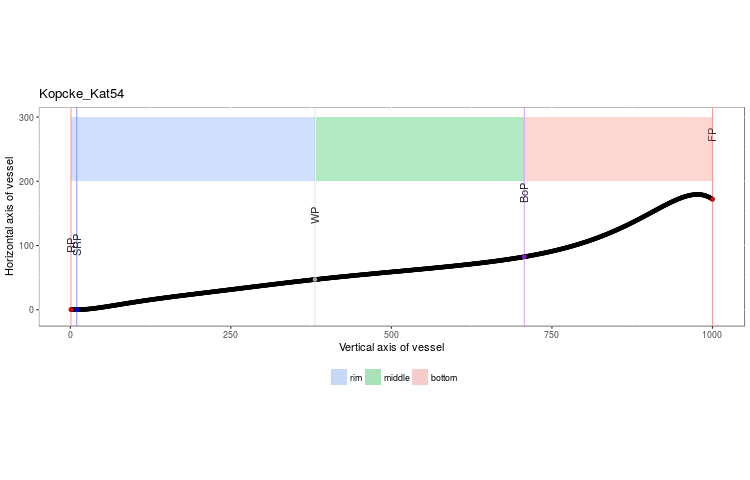 Kopcke_Kat54
300
200
100
0
Horizontal axis of vessel
RP
SRP
WP
BoP
FP
0
250
500
750
1000
Vertical axis of vessel
rim
middle
bottom